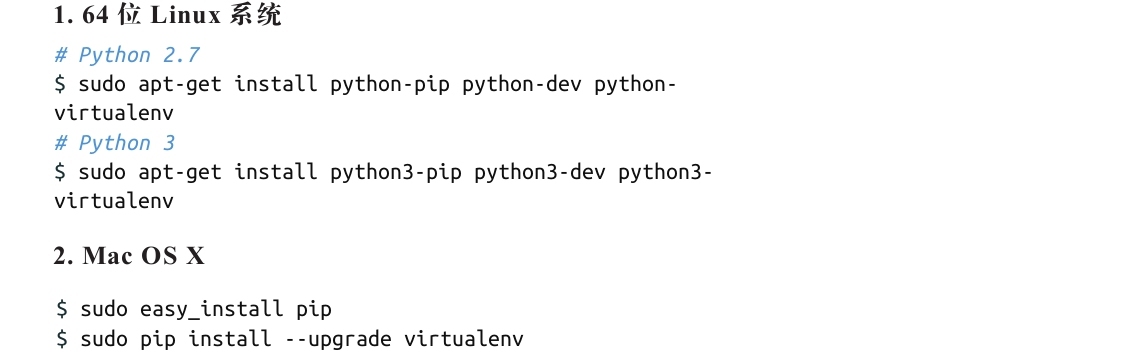 1. 64 位 Linux 系统
# Python 2.7
$ sudo apt-get install python-pip python-dev python-
virtualenv
# Python 3
$ sudo apt-get install python3-pip python3-dev python3-
virtualenv
2. Mac OS X
$ sudo easy_install pip
$ sudo pip install --upgrade virtualenv